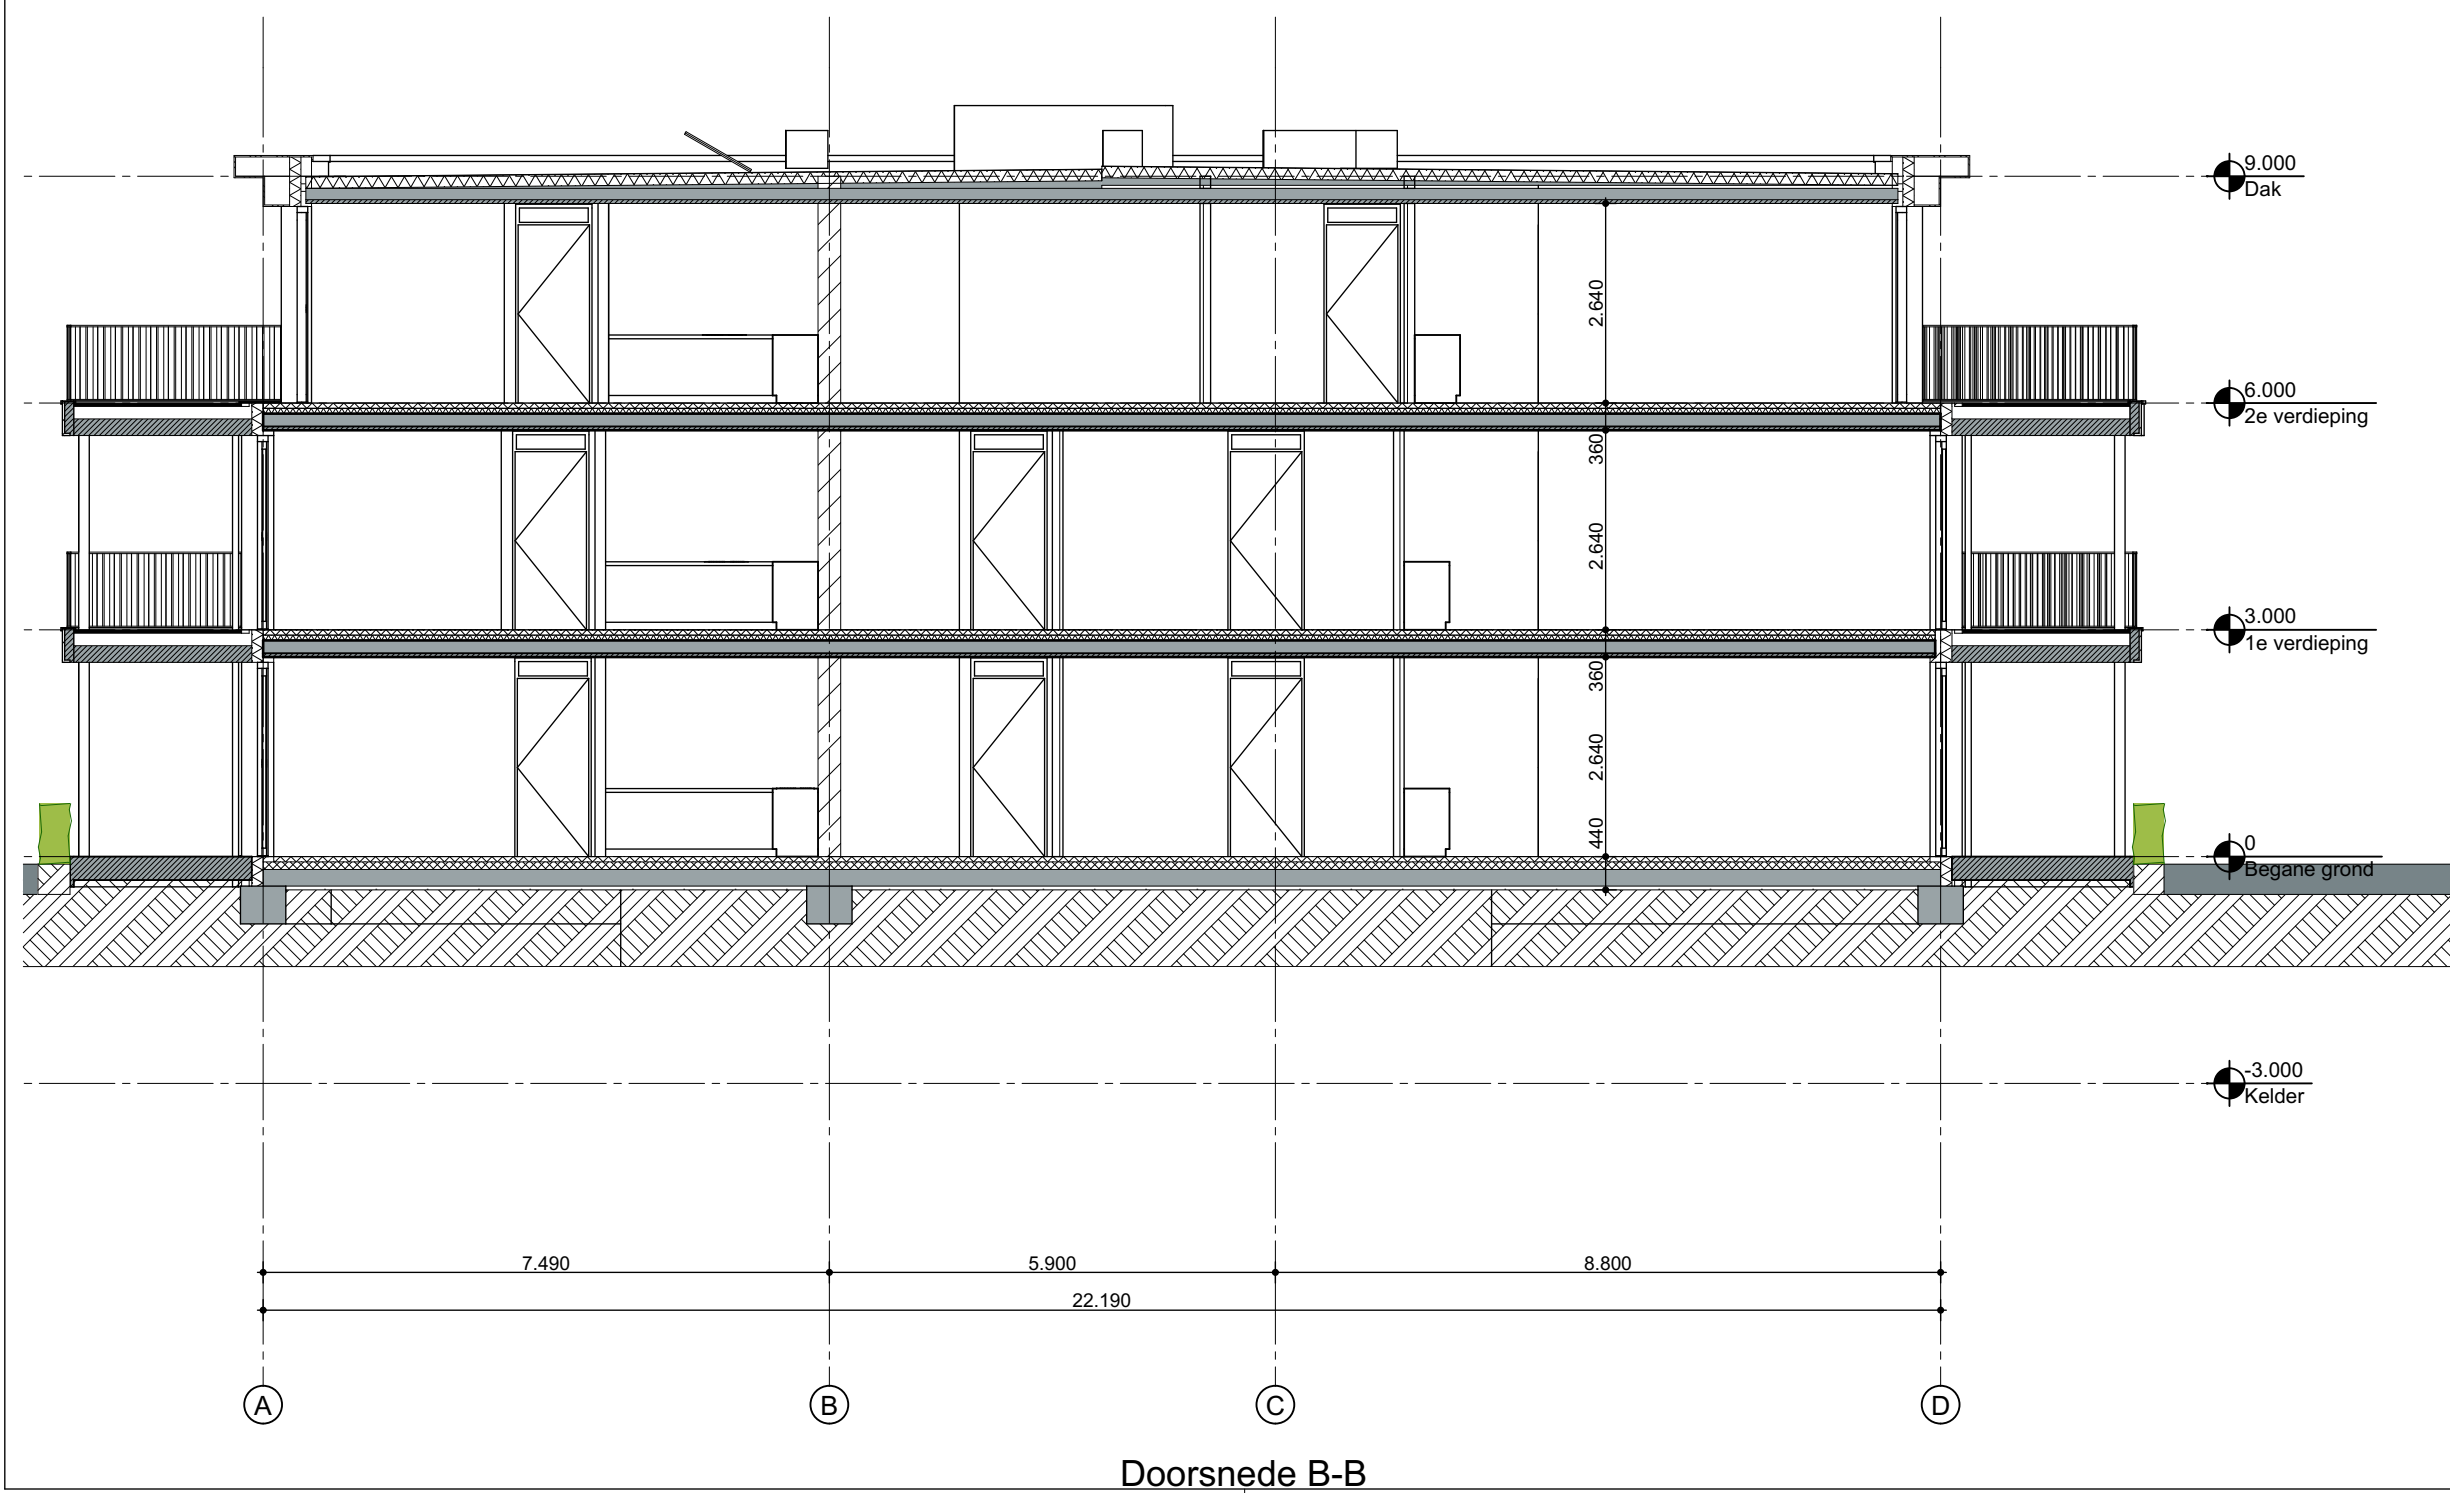 9.000
Dak
2.640
6.000
2e verdieping
360
2.640
3.000
1e verdieping
360
2.640
440
0
Begane grond
-3.000
Kelder
7.490 5.900 8.800
22.190
A B C D
Doorsnede B-B